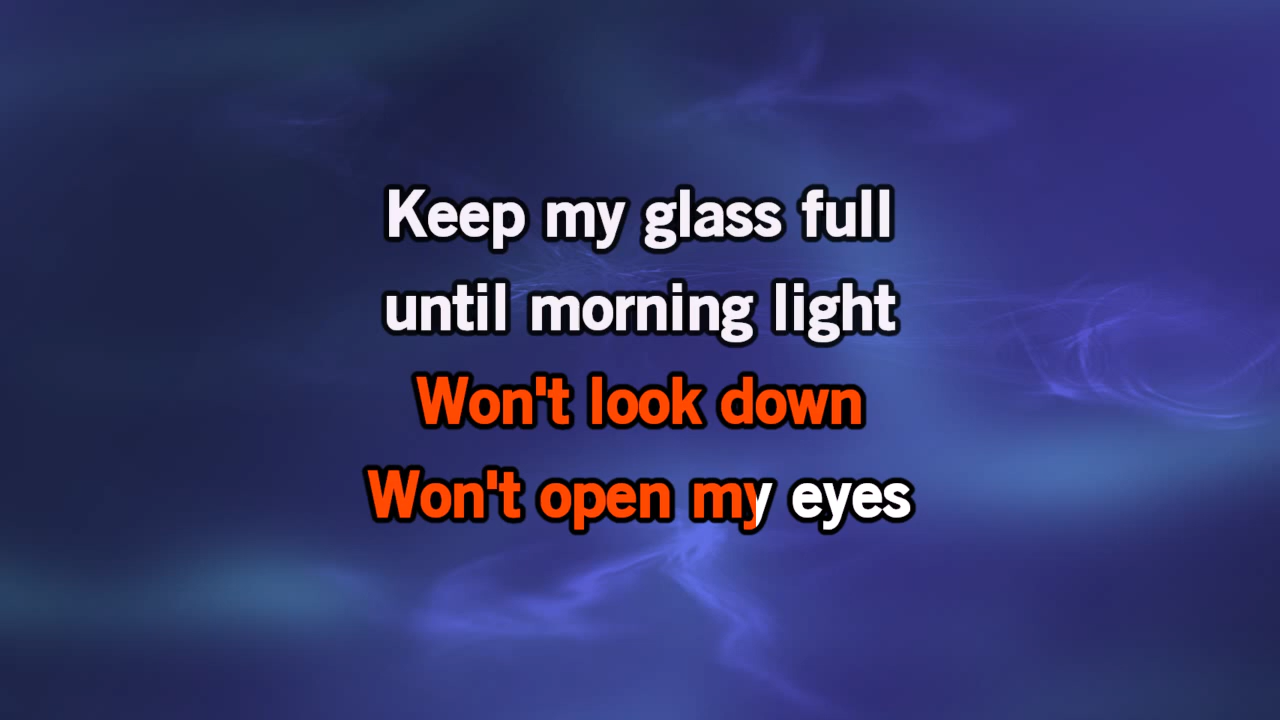 Keep my glass full
until morning light
Won't look down
Won't open my eyes